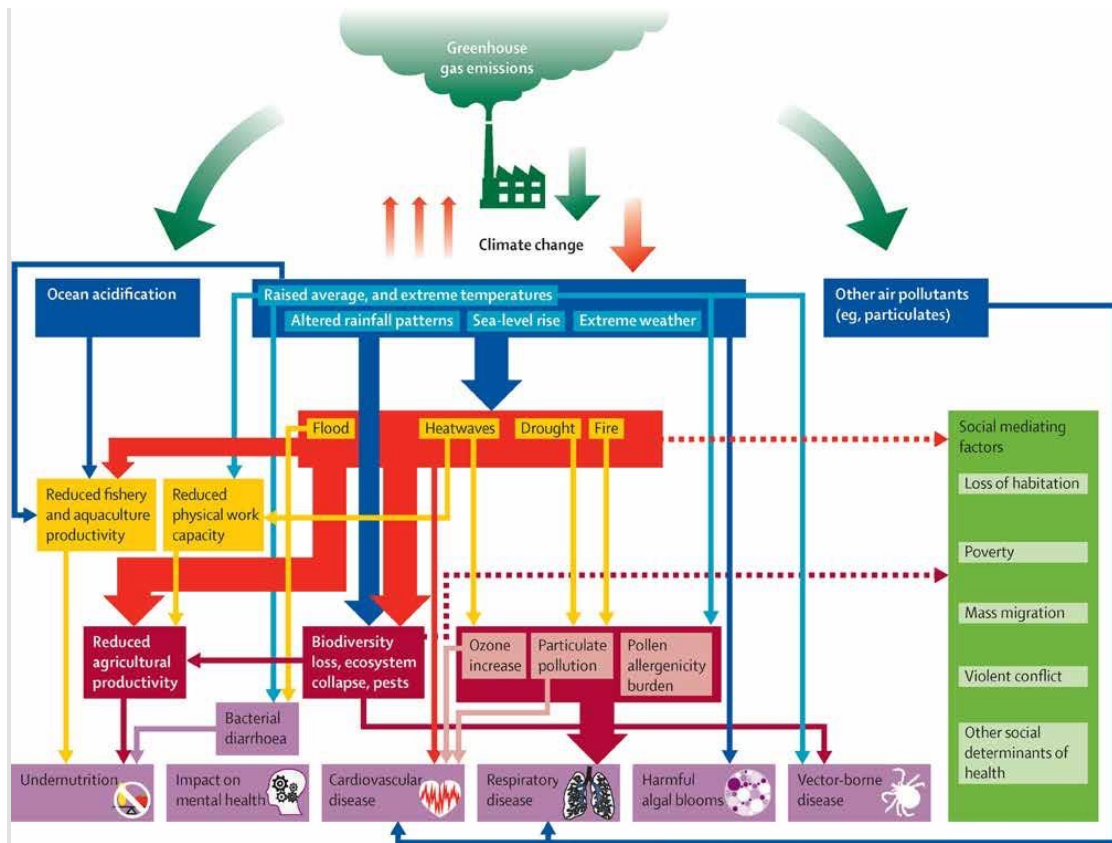 Greenhouse
gas emissions
Climate change
Ocean acidification
Raised average, and extreme temperatures
Altered rainfall patterns
Sea-level rise
Extreme weather
Other air pollutants
(eg, particulates)
Flood
Heatwaves
Drought
Fire
Social mediating
factors
Loss of habitation
Poverty
Mass migration
Violent conflict
Other social
determinants of
health
Reduced fishery
and aquaculture
productivity
Reduced
physical work
capacity
Reduced
agricultural
productivity
Biodiversity
loss, ecosystem
collapse, pests
Ozone
increase
Particulate
pollution
Pollen
allergenicity
burden
Bacterial
diarrhoea
Undernutrition
Impact on
mental health
Cardiovascular
disease
Respiratory
disease
Harmful
algal blooms
Vector-borne
disease